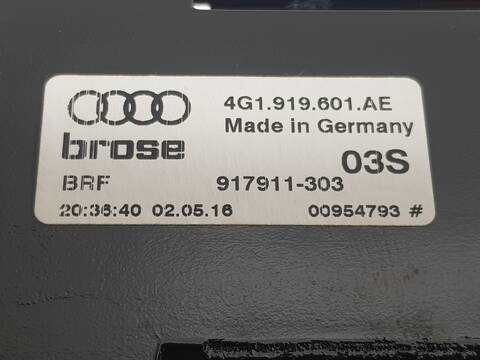 4G1.919.601.AE
Made in Germany
brose
03S
BRF 917911-303
20:36:40 02.05.16 00954793 #